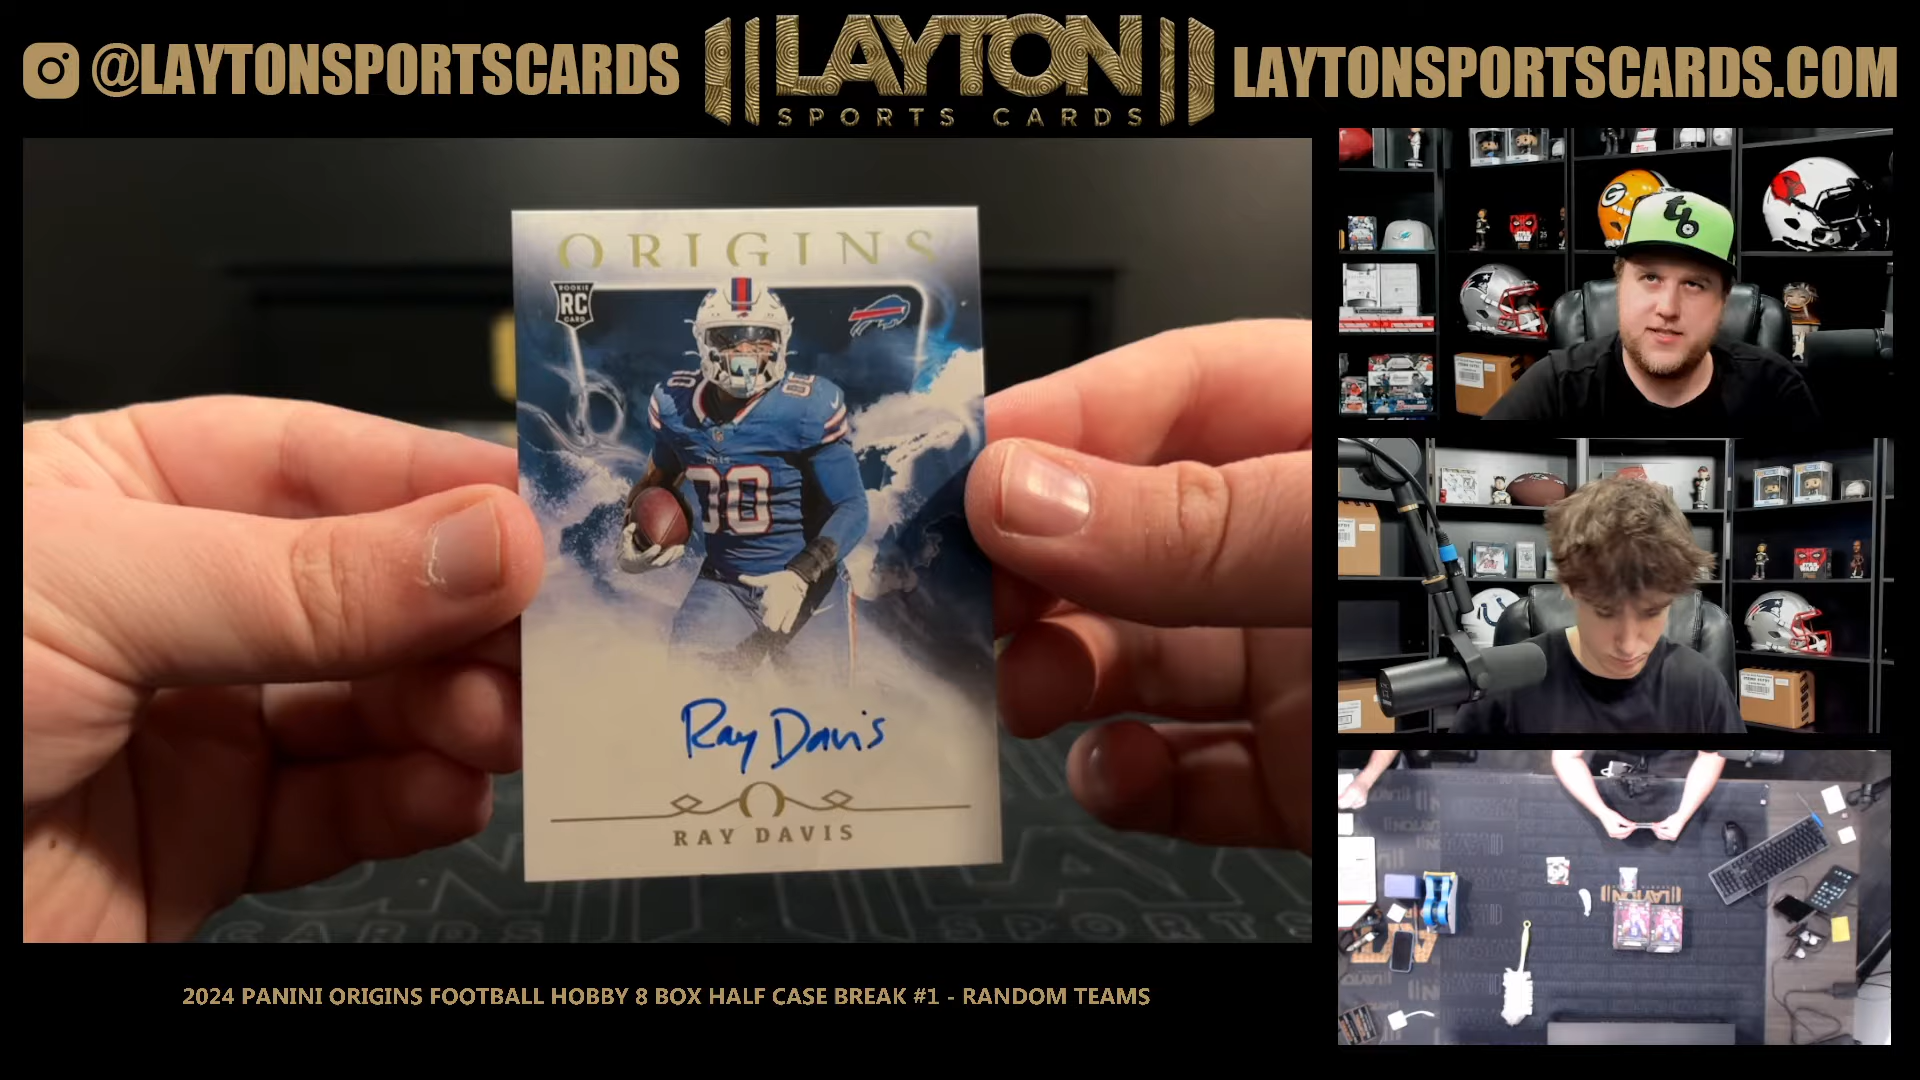 @LAYTONSPORTSCARDS
LAYTON
SPORTS CARDS
LAYTONSPORTSCARDS.COM
ORIGINS
ROOKIE
RC
CARD
00
Ray Davis
RAY DAVIS
2024 PANINI ORIGINS FOOTBALL HOBBY 8 BOX HALF CASE BREAK #1 - RANDOM TEAMS